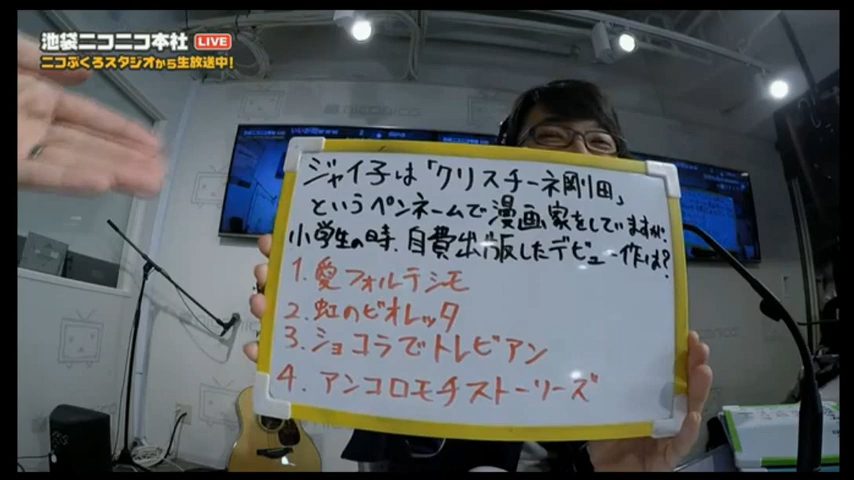 池袋ニコニコ本社 LIVE
ニコぶくろスタジオから生放送中!
niconico
ジャイ子は「クリスチーネ剛田」
というペンネームで漫画家をしていますが、
小学生の時、自費出版したデビュー作は?
1. 愛フォルテシモ
2. 虹のビオレッタ
3. ショコラでトレビアン
4. アンコロモチストーリーズ